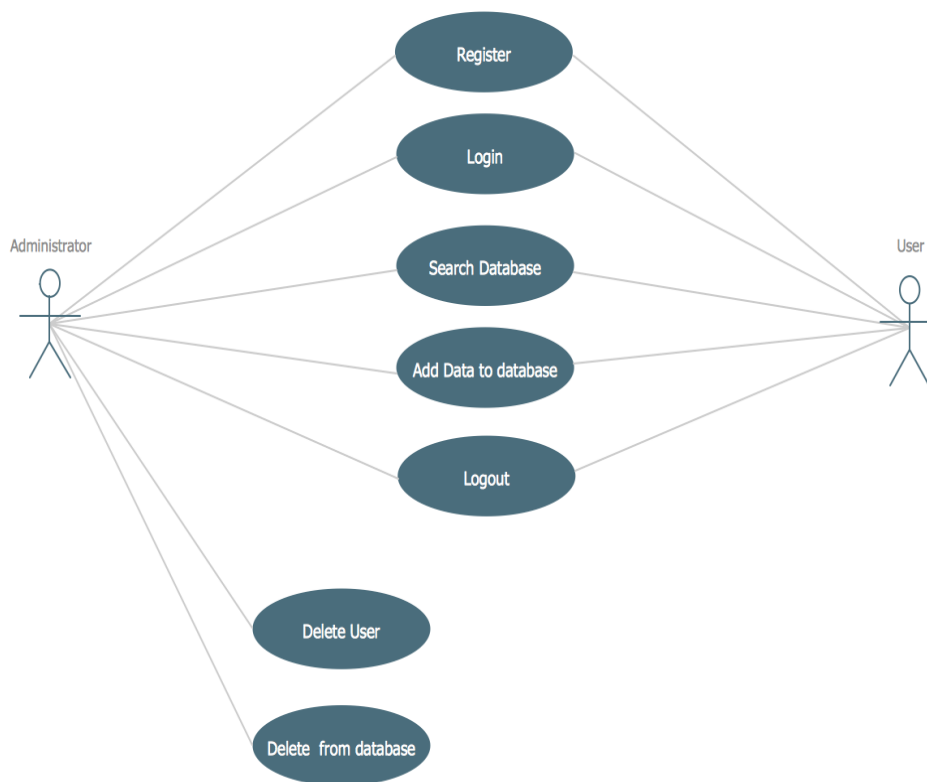 Register
Login
Administrator
User
Search Database
Add Data to database
Logout
Delete User
Delete from database